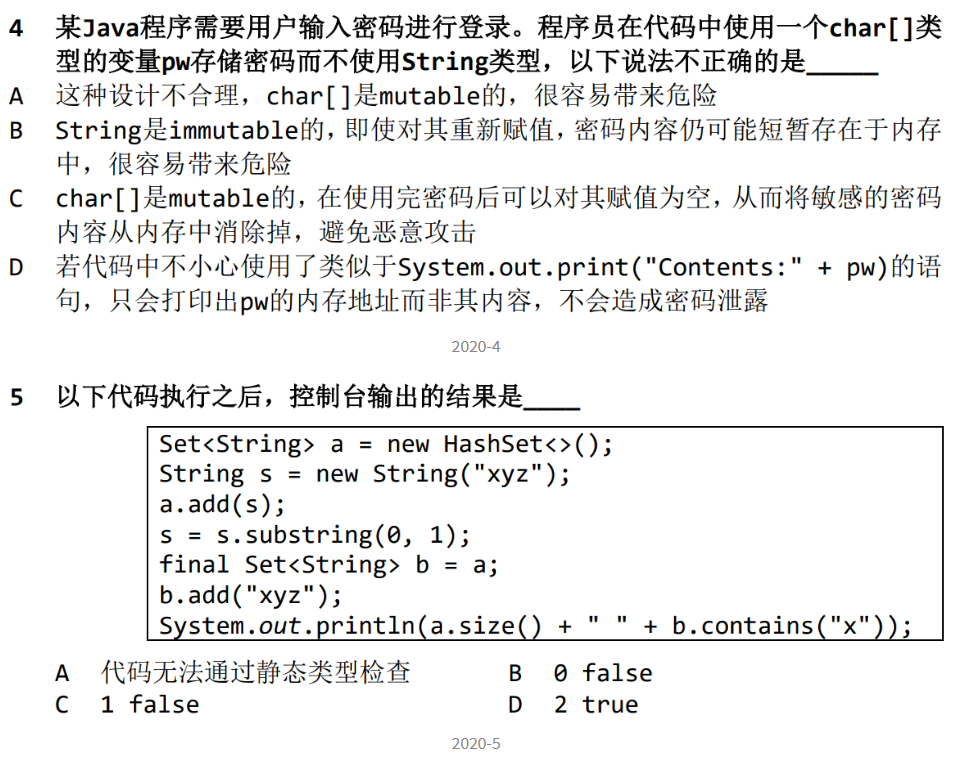 4 某Java程序需要用户输入密码进行登录。程序员在代码中使用一个char[]类
型的变量pw存储密码而不使用String类型，以下说法不正确的是_____
A 这种设计不合理，char[]是mutable的，很容易带来危险
B String是immutable的，即使对其重新赋值，密码内容仍可能短暂存在于内存
中，很容易带来危险
C char[]是mutable的，在使用完密码后可以对其赋值为空，从而将敏感的密码
内容从内存中消除掉，避免恶意攻击
D 若代码中不小心使用了类似于System.out.print("Contents:" + pw)的语
句，只会打印出pw的内存地址而非其内容，不会造成密码泄露
2020-4
5 以下代码执行之后，控制台输出的结果是____
Set<String> a = new HashSet<>();
String s = new String("xyz");
a.add(s);
s = s.substring(0, 1);
final Set<String> b = a;
b.add("xyz");
System.out.println(a.size() + " " + b.contains("x"));
A 代码无法通过静态类型检查 B 0 false
C 1 false D 2 true
2020-5